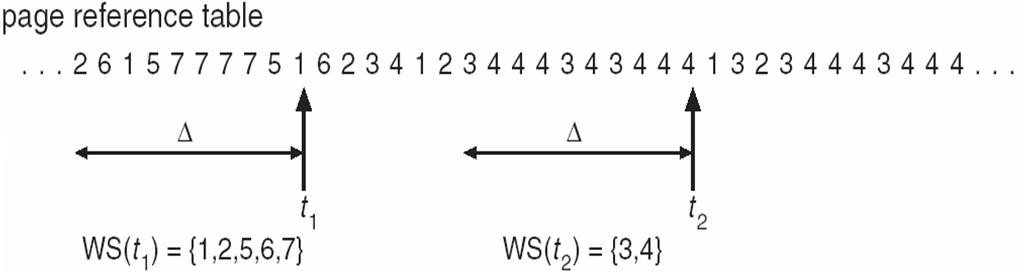 page reference table
. . . 2 6 1 5 7 7 7 7 5 1 6 2 3 4 1 2 3 4 4 4 3 4 3 4 4 4 1 3 2 3 4 4 4 3 4 4 4 . . .
Δ Δ
t1 t2
WS(t1) = {1,2,5,6,7} WS(t2) = {3,4}